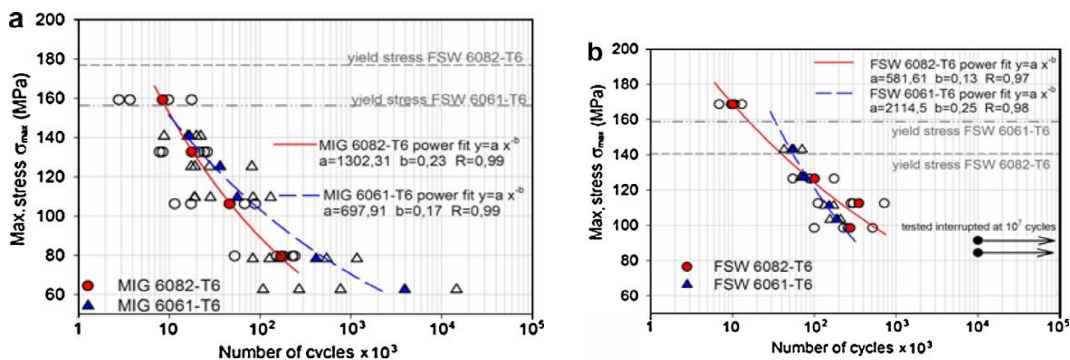 a
200
180
160
140
120
100
80
60
Max. stress σmax (MPa)
yield stress FSW 6082-T6
yield stress FSW 6061-T6
MIG 6082-T6 power fit y=a x-b
a=1302,31 b=0,23 R=0,99
MIG 6061-T6 power fit y=a x-b
a=697,91 b=0,17 R=0,99
MIG 6082-T6
MIG 6061-T6
1 10 10² 10³ 10⁴ 10⁵
Number of cycles ×10³
b
200
180
160
140
120
100
80
60
Max. stress σmax (MPa)
FSW 6082-T6 power fit y=a x-b
a=581,61 b=0,13 R=0,97
FSW 6061-T6 power fit y=a x-b
a=2114,5 b=0,25 R=0,98
yield stress FSW 6061-T6
yield stress FSW 6082-T6
tested interrupted at 10⁷ cycles
FSW 6082-T6
FSW 6061-T6
1 10 10² 10³ 10⁴ 10⁵
Number of cycles ×10³